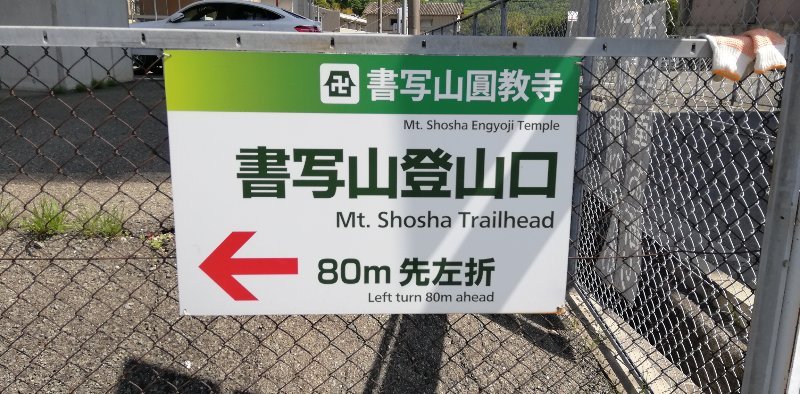 書写山圓教寺
Mt. Shosha Engyoji Temple
書写山登山口
Mt. Shosha Trailhead
80m 先左折
Left turn 80m ahead